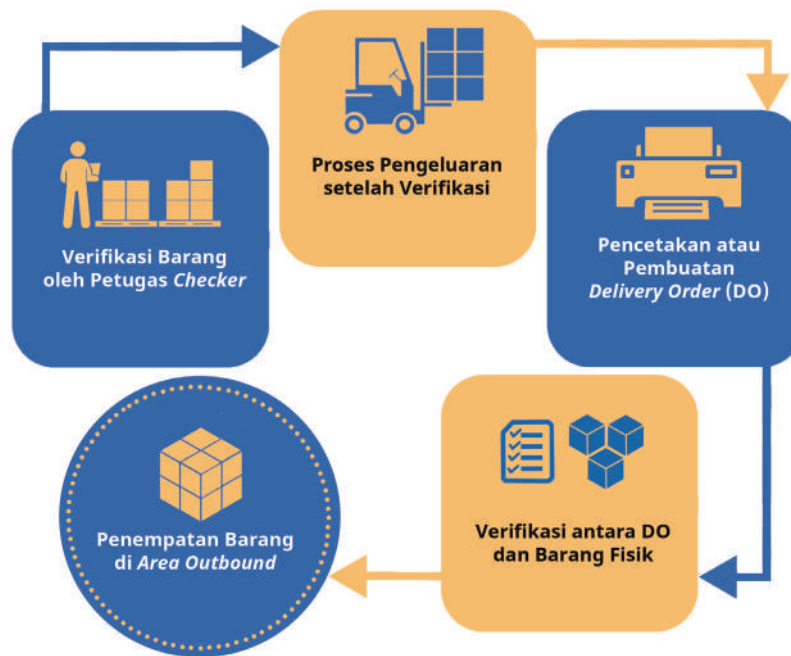 Verifikasi Barang
oleh Petugas Checker
Proses Pengeluaran
setelah Verifikasi
Pencetakan atau
Pembuatan
Delivery Order (DO)
Verifikasi antara DO
dan Barang Fisik
Penempatan Barang
di Area Outbound